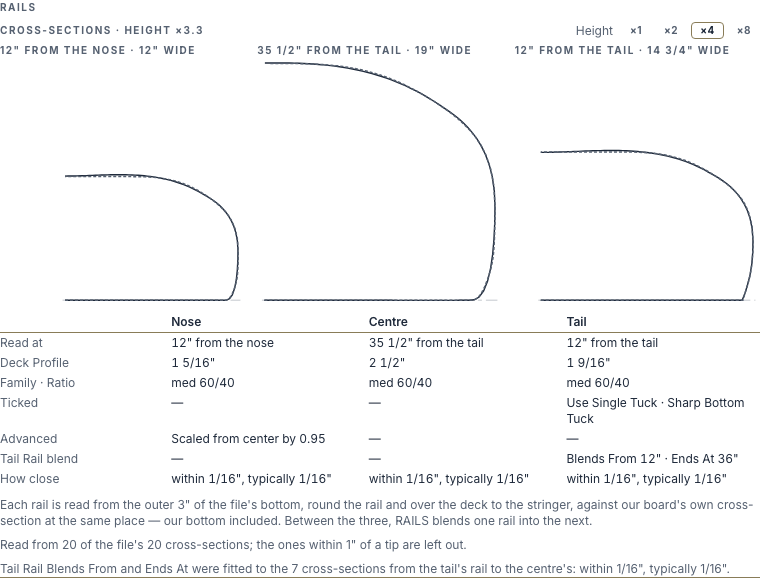 RAILS
CROSS-SECTIONS · HEIGHT ×3.3
Height ×1 ×2 ×4 ×8
12" FROM THE NOSE · 12" WIDE 35 1/2" FROM THE TAIL · 19" WIDE 12" FROM THE TAIL · 14 3/4" WIDE
Nose Centre Tail
Read at 12" from the nose 35 1/2" from the tail 12" from the tail
Deck Profile 1 5/16" 2 1/2" 1 9/16"
Family · Ratio med 60/40 med 60/40 med 60/40
Ticked — — Use Single Tuck · Sharp Bottom
Tuck
Advanced Scaled from center by 0.95 — —
Tail Rail blend — — Blends From 12" · Ends At 36"
How close within 1/16", typically 1/16" within 1/16", typically 1/16" within 1/16", typically 1/16"
Each rail is read from the outer 3" of the file's bottom, round the rail and over the deck to the stringer, against our board's own cross-
section at the same place — our bottom included. Between the three, RAILS blends one rail into the next.
Read from 20 of the file's 20 cross-sections; the ones within 1" of a tip are left out.
Tail Rail Blends From and Ends At were fitted to the 7 cross-sections from the tail's rail to the centre's: within 1/16", typically 1/16".